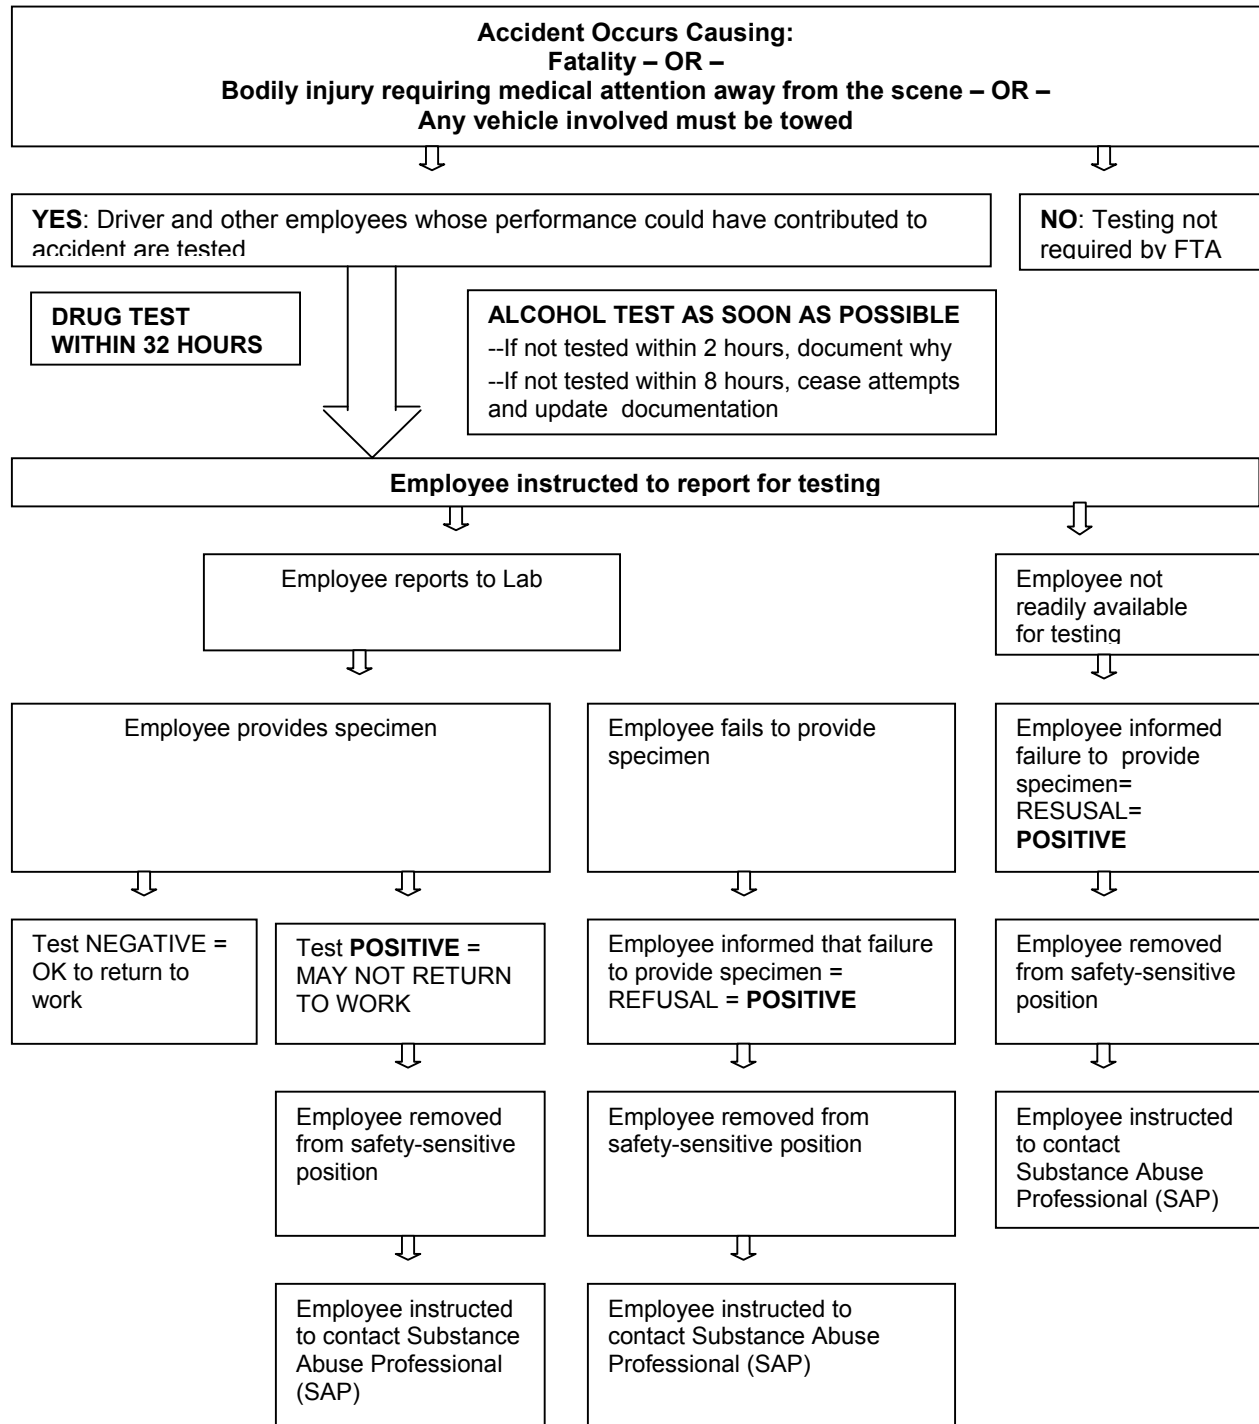 Accident Occurs Causing:
Fatality – OR –
Bodily injury requiring medical attention away from the scene – OR –
Any vehicle involved must be towed
YES: Driver and other employees whose performance could have contributed to
accident are tested
NO: Testing not
required by FTA
DRUG TEST
WITHIN 32 HOURS
ALCOHOL TEST AS SOON AS POSSIBLE
--If not tested within 2 hours, document why
--If not tested within 8 hours, cease attempts
and update documentation
Employee instructed to report for testing
Employee reports to Lab
Employee not
readily available
for testing
Employee provides specimen
Employee fails to provide
specimen
Employee informed
failure to provide
specimen=
RESUSAL=
POSITIVE
Test NEGATIVE =
OK to return to
work
Test POSITIVE =
MAY NOT RETURN
TO WORK
Employee informed that failure
to provide specimen =
REFUSAL = POSITIVE
Employee removed
from safety-sensitive
position
Employee removed
from safety-sensitive
position
Employee removed from
safety-sensitive position
Employee instructed
to contact
Substance Abuse
Professional (SAP)
Employee instructed
to contact Substance
Abuse Professional
(SAP)
Employee instructed to
contact Substance Abuse
Professional (SAP)